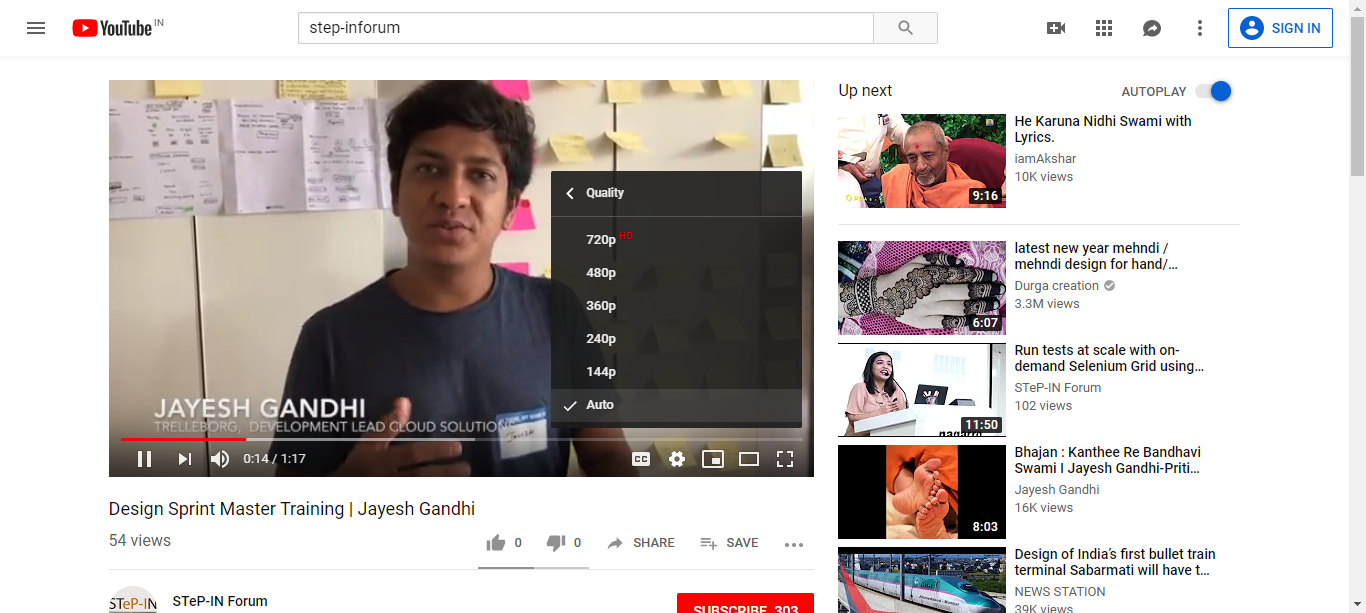 YouTube IN
step-inforum
SIGN IN
Quality
720p HD
480p
360p
240p
144p
Auto
JAYESH GANDHI
TRELLEBORG, DEVELOPMENT LEAD CLOUD SOLUTIONS
0:14 / 1:17
CC
Design Sprint Master Training | Jayesh Gandhi
54 views
0
0
SHARE
SAVE
STeP-IN
STeP-IN Forum
SUBSCRIBE 303
Up next
AUTOPLAY
9:16
He Karuna Nidhi Swami with
Lyrics.
iamAkshar
10K views
6:07
latest new year mehndi /
mehndi design for hand/…
Durga creation
3.3M views
11:50
Run tests at scale with on-
demand Selenium Grid using…
STeP-IN Forum
102 views
8:03
Bhajan : Kanthee Re Bandhavi
Swami I Jayesh Gandhi-Priti…
Jayesh Gandhi
16K views
Design of India's first bullet train
terminal Sabarmati will have t…
NEWS STATION
39K views